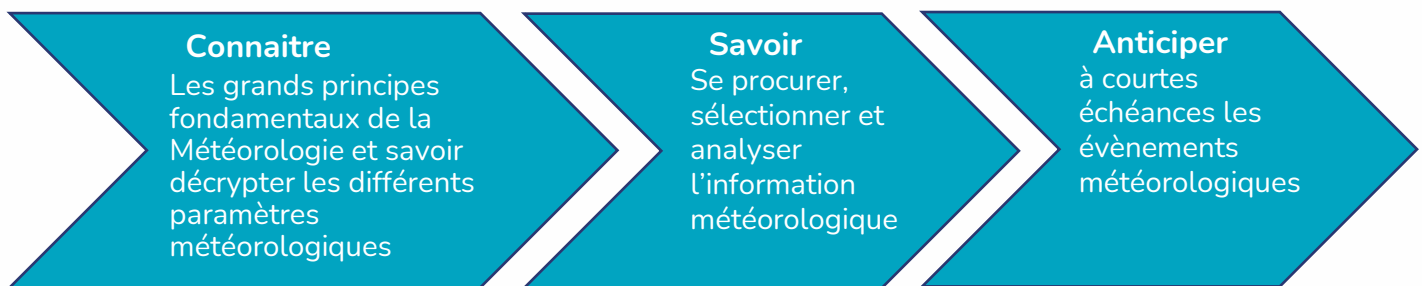 Connaitre
Les grands principes
fondamentaux de la
Météorologie et savoir
décrypter les différents
paramètres
météorologiques
Savoir
Se procurer,
sélectionner et
analyser
l'information
météorologique
Anticiper
à courtes
échéances les
évènements
météorologiques